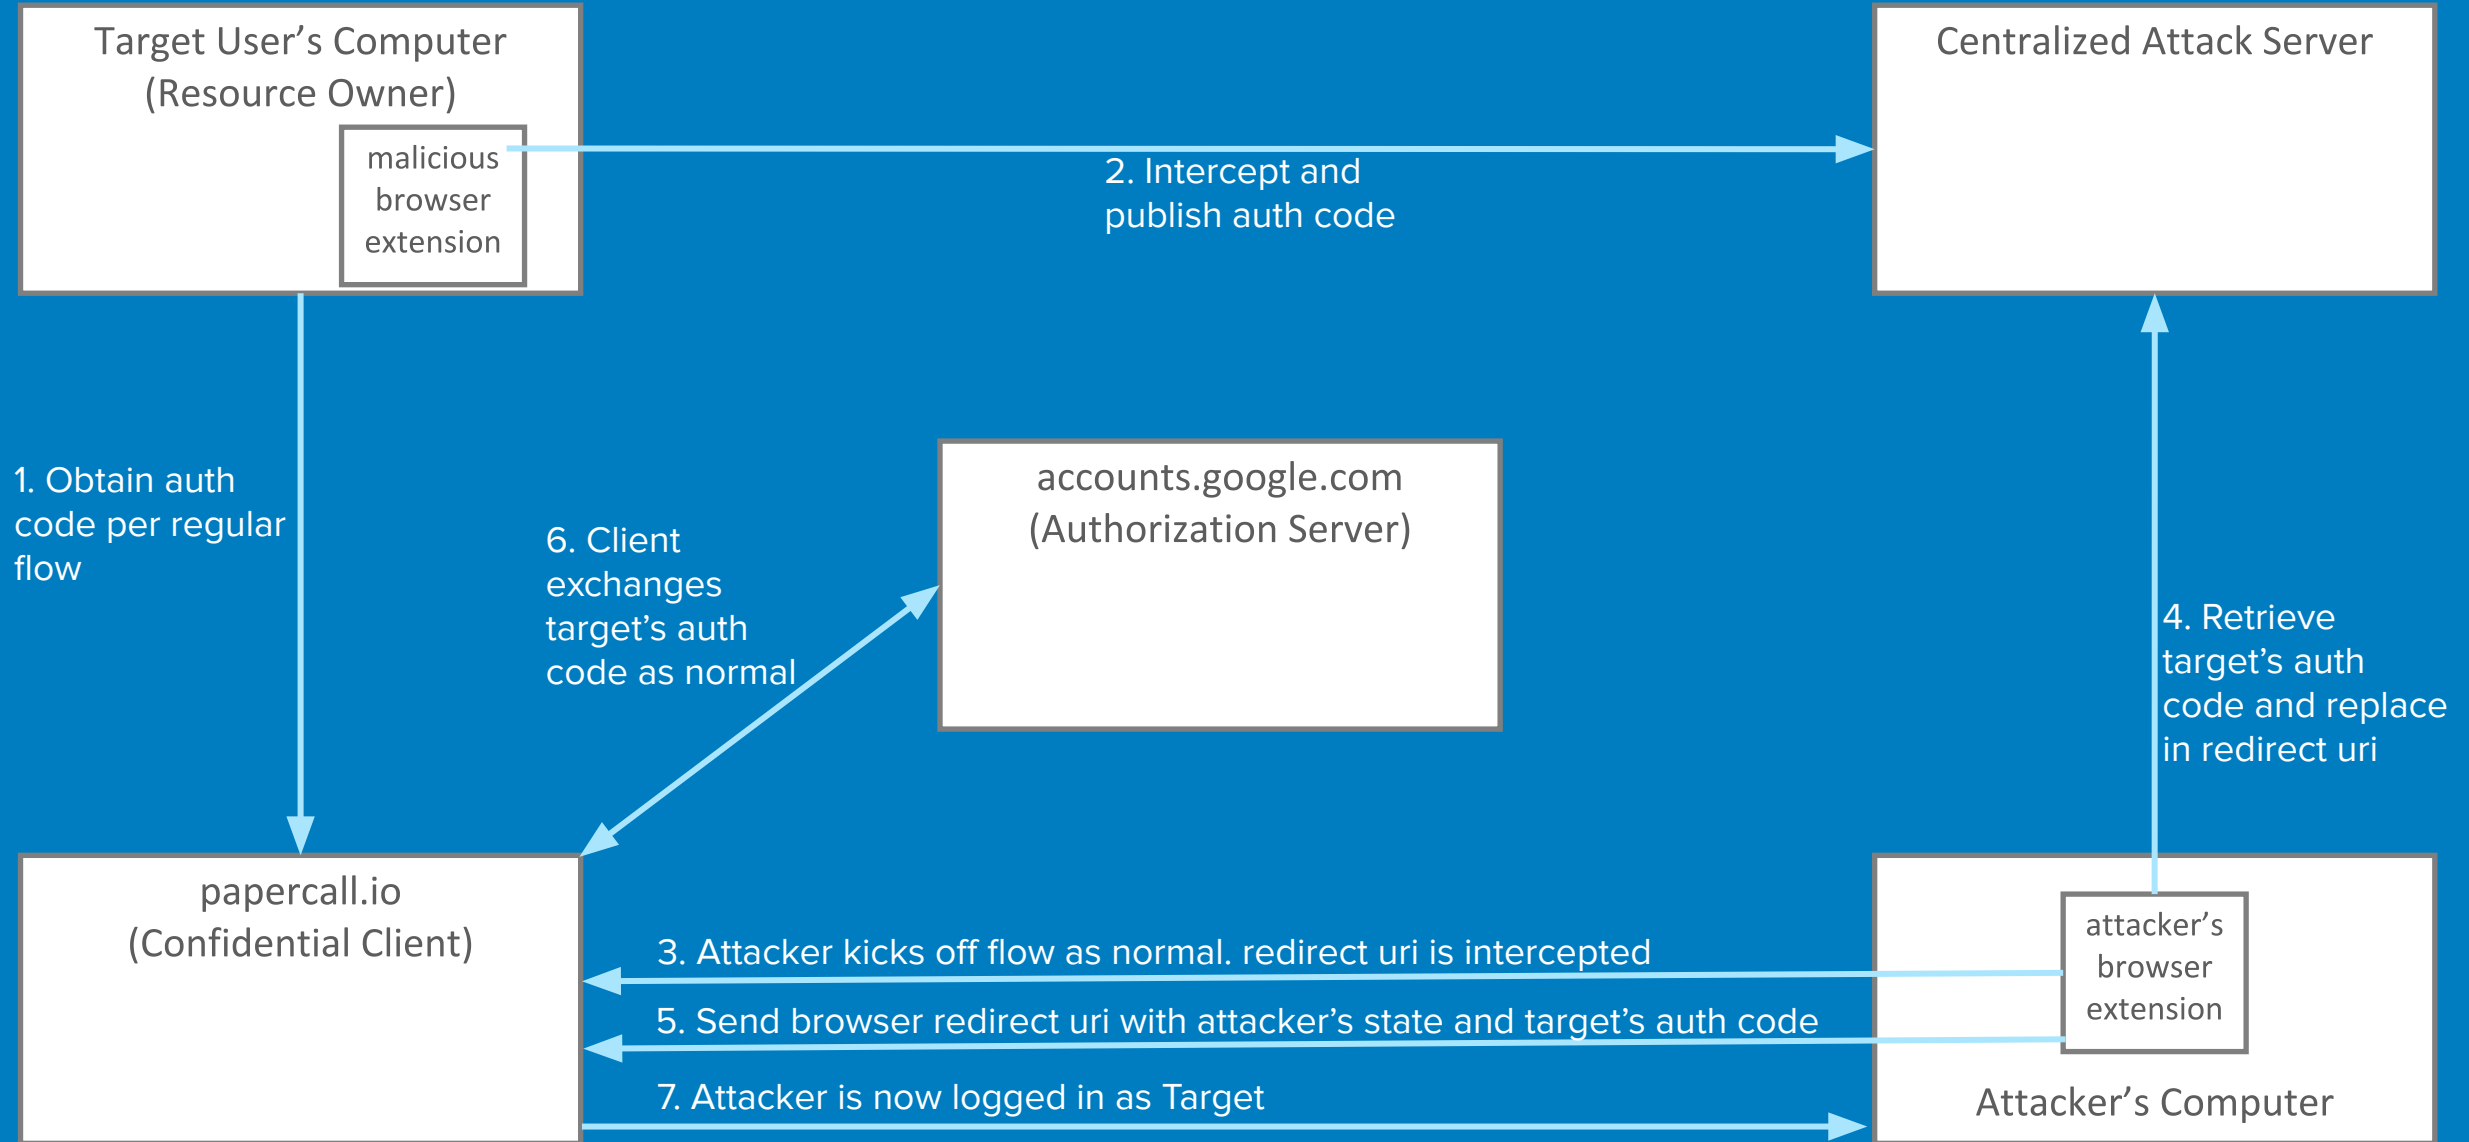 Target User’s Computer
(Resource Owner)
malicious
browser
extension
Centralized Attack Server
2. Intercept and
publish auth code
1. Obtain auth
code per regular
flow
6. Client
exchanges
target’s auth
code as normal
accounts.google.com
(Authorization Server)
4. Retrieve
target’s auth
code and replace
in redirect uri
papercall.io
(Confidential Client)
3. Attacker kicks off flow as normal. redirect uri is intercepted
5. Send browser redirect uri with attacker’s state and target’s auth code
7. Attacker is now logged in as Target
attacker’s
browser
extension
Attacker’s Computer